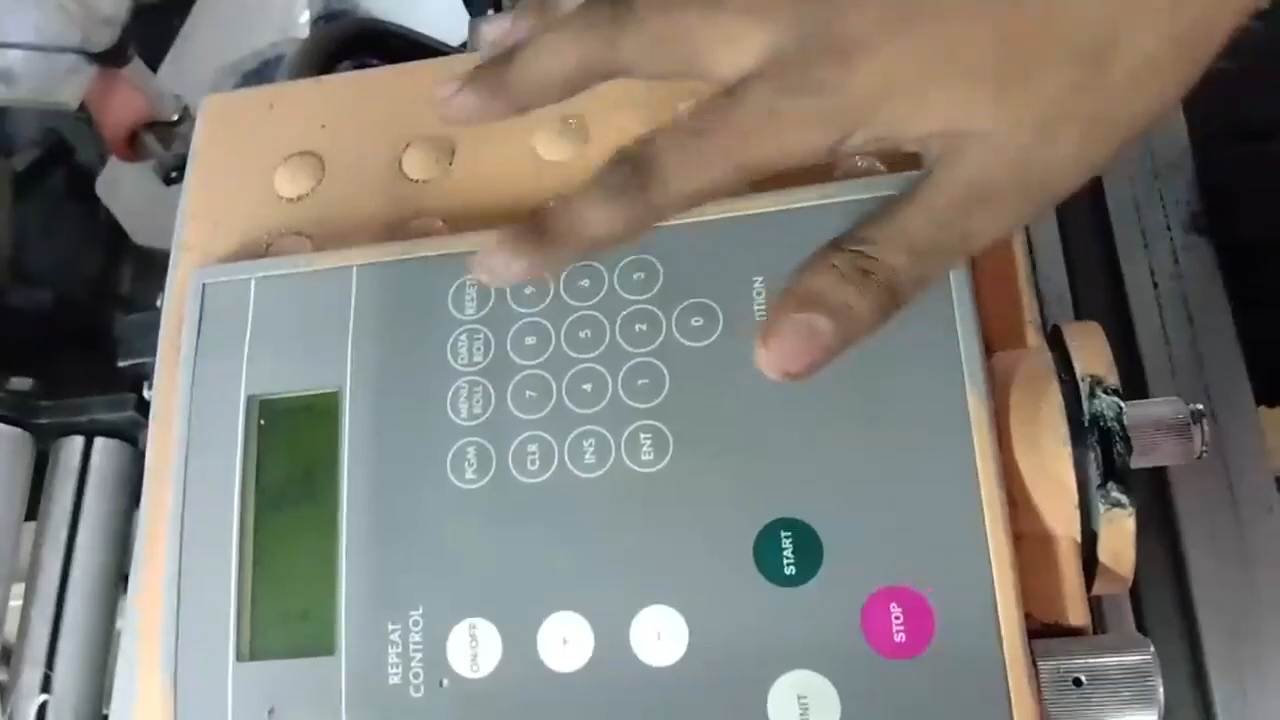 REPEAT
CONTROL
ON/OFF
+
-
PGM
MENU/
ROLL
DATA
ROLL
RESET
CLR
7
8
9
INS
4
5
6
ENT
1
2
3
0
START
STOP